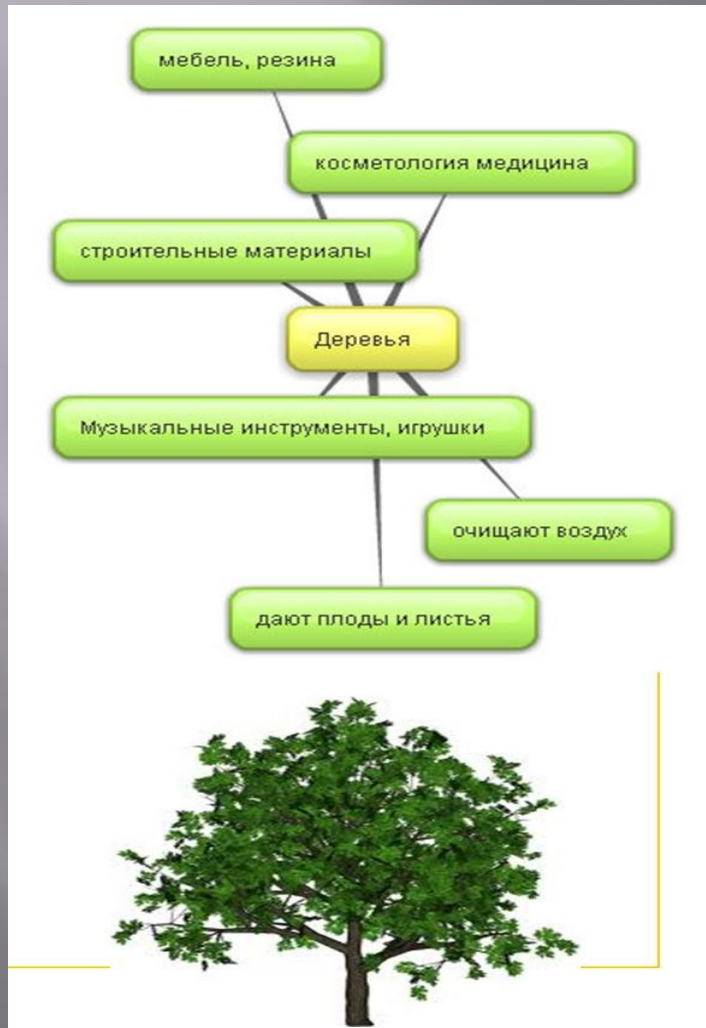 мебель, резина
косметология медицина
строительные материалы
Деревья
Музыкальные инструменты, игрушки
очищают воздух
дают плоды и листья